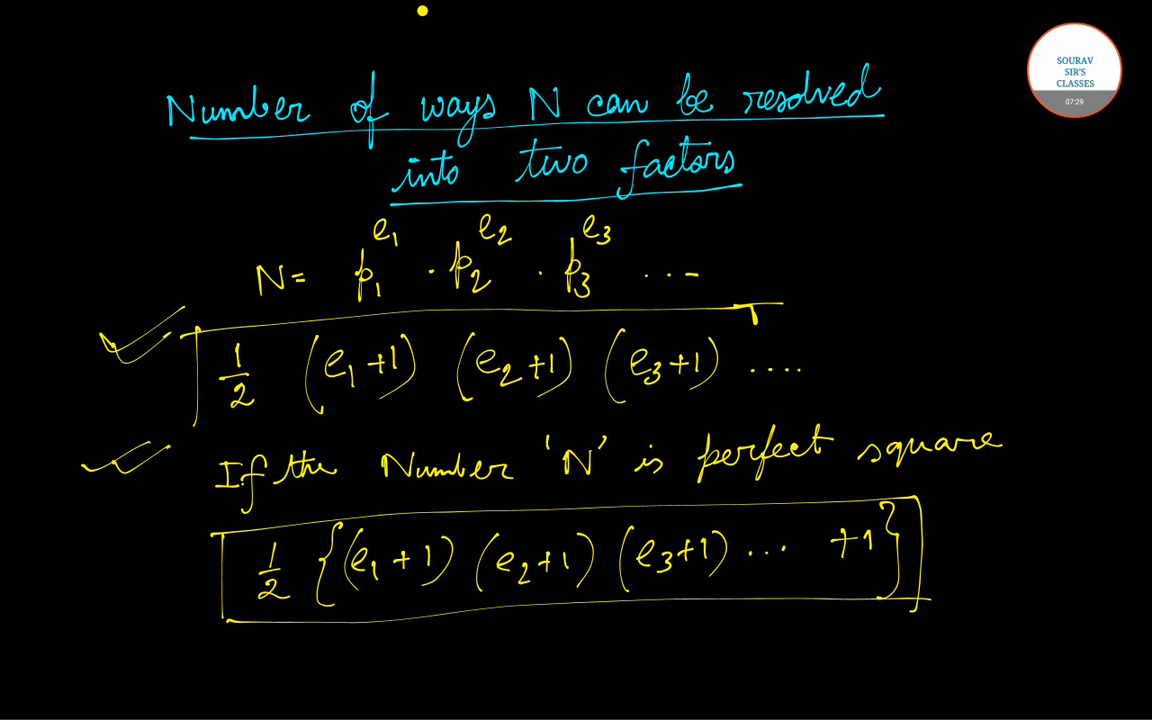 SOURAV
SIR'S
CLASSES
07:29
Number of ways N can be resolved
into two factors
N = p₁^e₁ · p₂^e₂ · p₃^e₃ ...
1/2 (e₁+1) (e₂+1) (e₃+1) ....
If the Number 'N' is perfect square
1/2 {(e₁+1) (e₂+1) (e₃+1) ... +1}